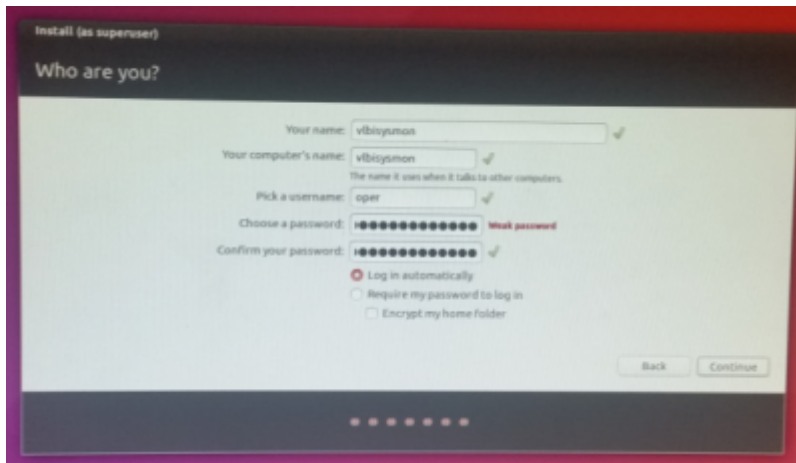 Install (as superuser)
Who are you?
Your name: vlbisysmon
Your computer's name: vlbisysmon
The name it uses when it talks to other computers.
Pick a username: oper
Choose a password: ●●●●●●●●●●●● Weak password
Confirm your password: ●●●●●●●●●●●●
Log in automatically
Require my password to log in
Encrypt my home folder
Back Continue